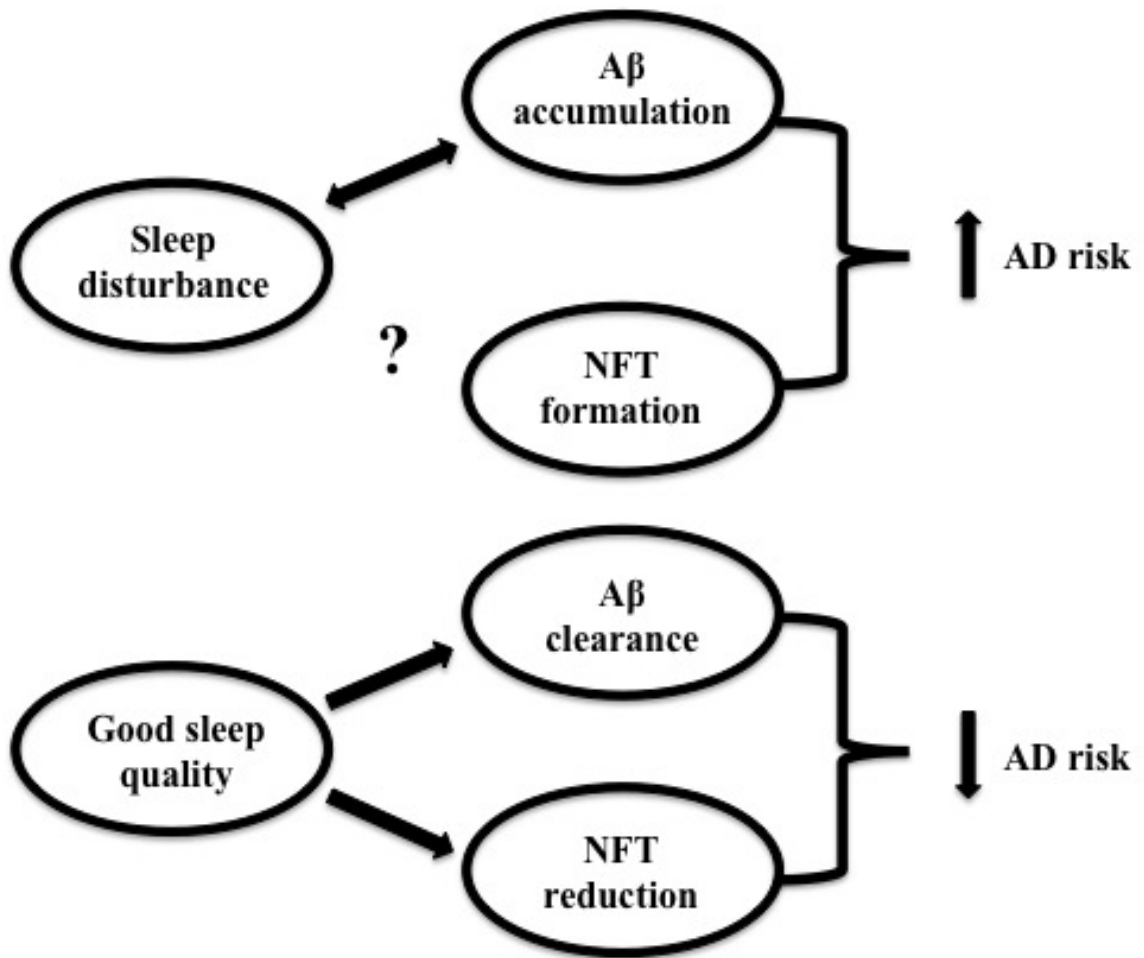 Aβ
accumulation
Sleep
disturbance
AD risk
?
NFT
formation
Aβ
clearance
Good sleep
quality
AD risk
NFT
reduction